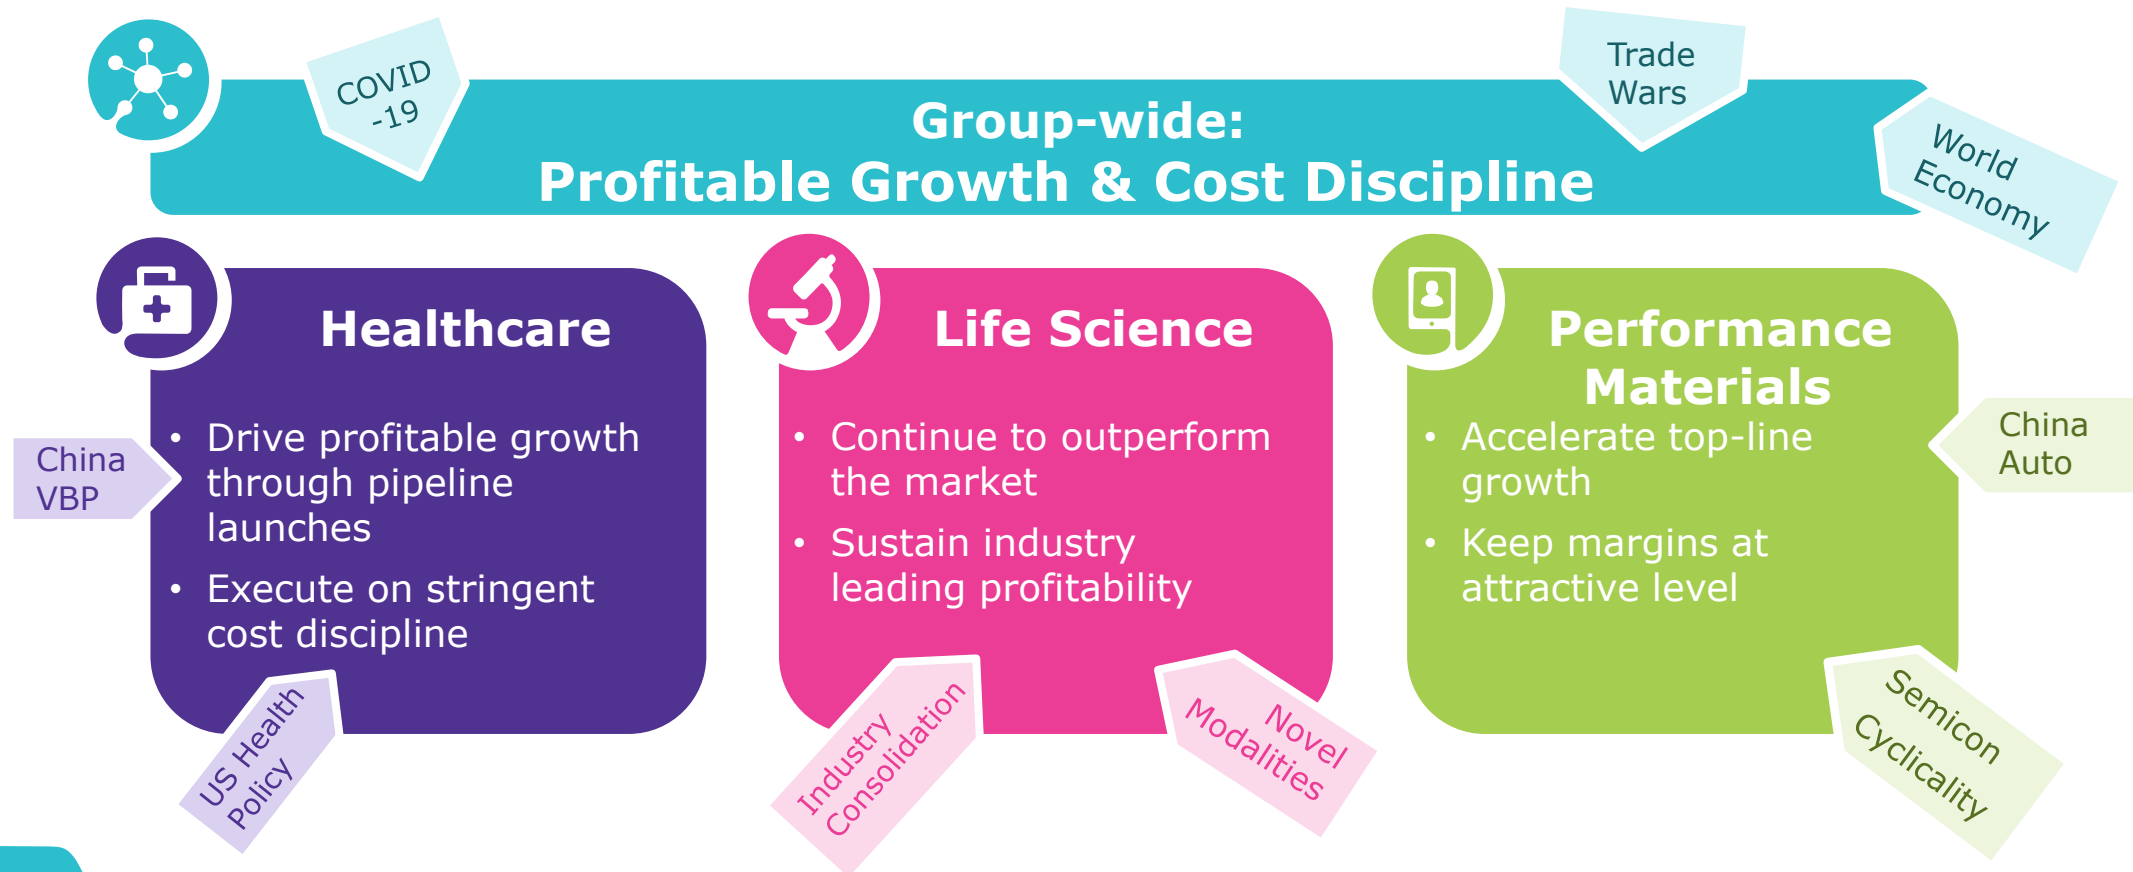 COVID
-19
Trade
Wars
World
Economy
Group-wide:
Profitable Growth & Cost Discipline
Healthcare
• Drive profitable growth
through pipeline
launches
• Execute on stringent
cost discipline
China
VBP
US Health
Policy
Life Science
• Continue to outperform
the market
• Sustain industry
leading profitability
Industry
Consolidation
Novel
Modalities
Performance
Materials
• Accelerate top-line
growth
• Keep margins at
attractive level
China
Auto
Semicon
Cyclicality